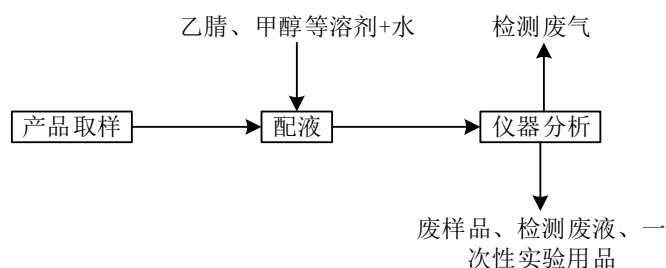 乙腈、甲醇等溶剂+水
检测废气
产品取样
配液
仪器分析
废样品、检测废液、一
次性实验用品